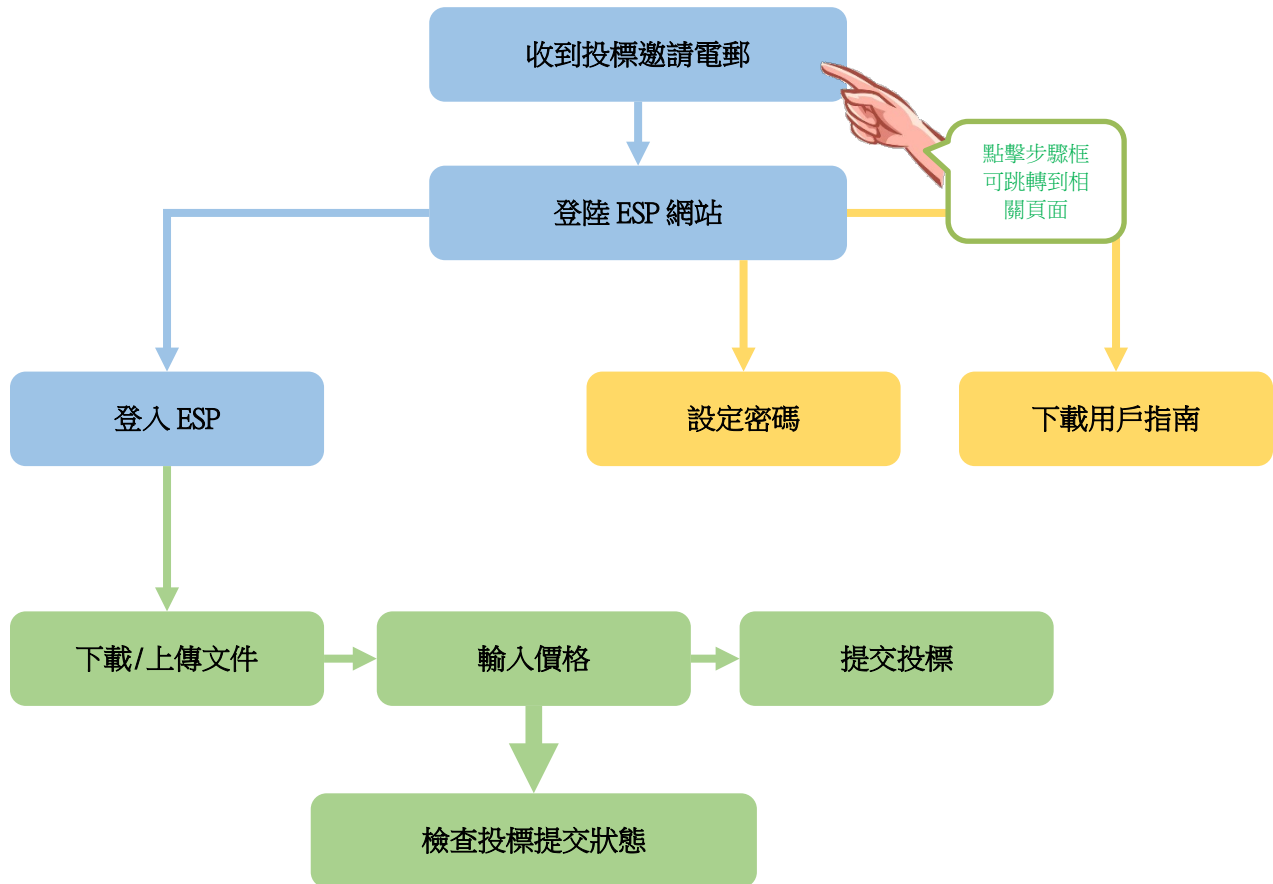 收到投標邀請電郵
點擊步驟框
可跳轉到相
關頁面
登陸 ESP 網站
登入 ESP
設定密碼
下載用戶指南
下載/上傳文件
輸入價格
提交投標
檢查投標提交狀態